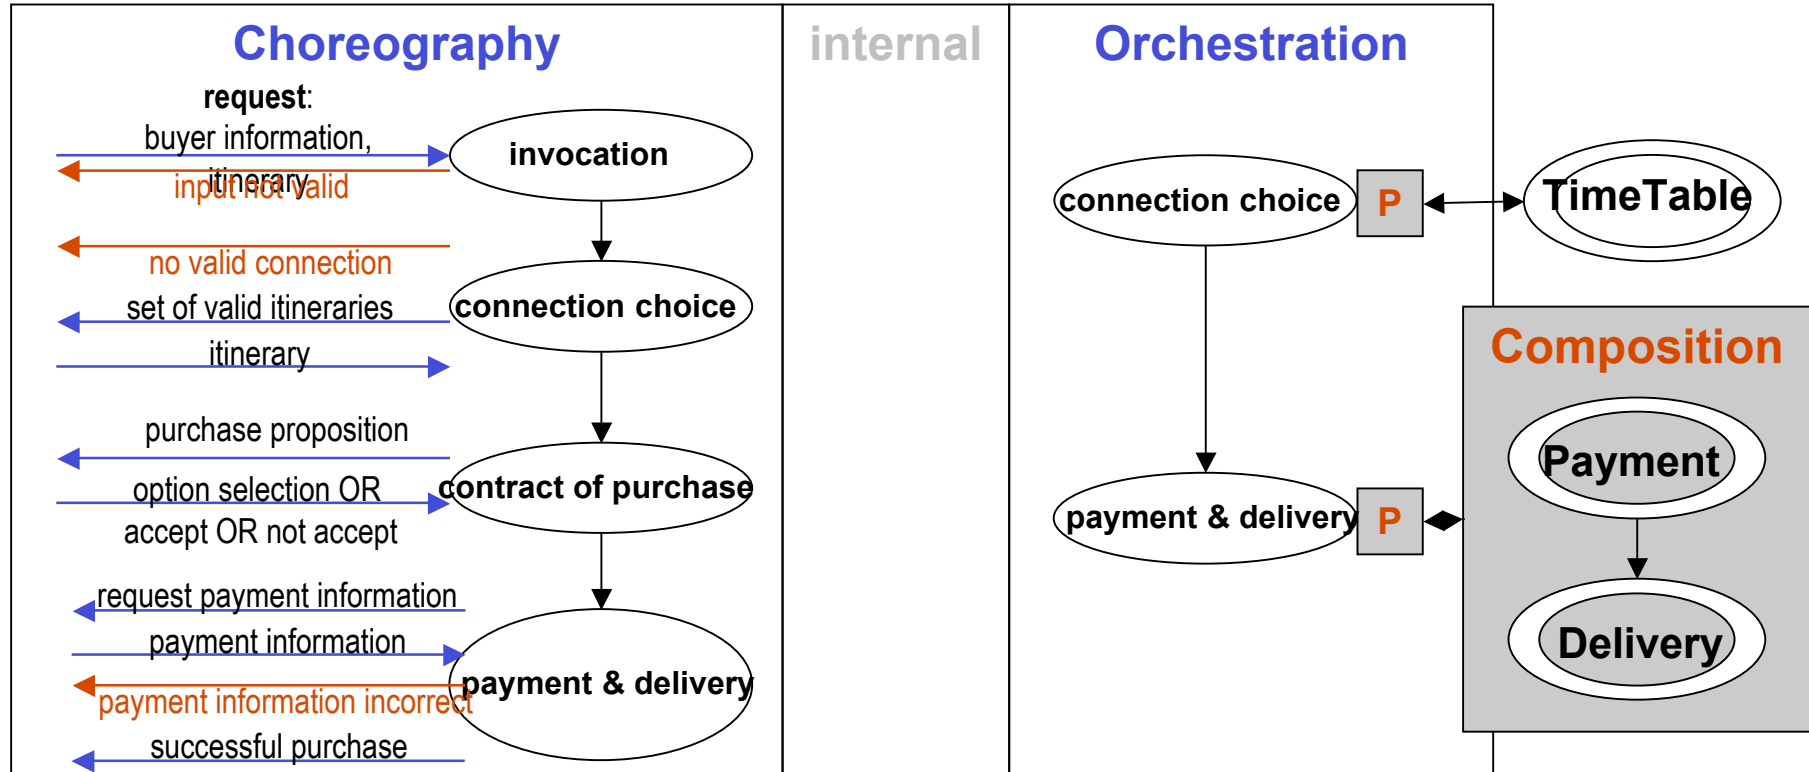 Choreography
request:
buyer information,
itinerary
input not valid
invocation
no valid connection
set of valid itineraries
connection choice
itinerary
purchase proposition
option selection OR
accept OR not accept
contract of purchase
request payment information
payment information
payment information incorrect
payment & delivery
successful purchase
internal
Orchestration
connection choice
P
TimeTable
payment & delivery
P
Composition
Payment
Delivery